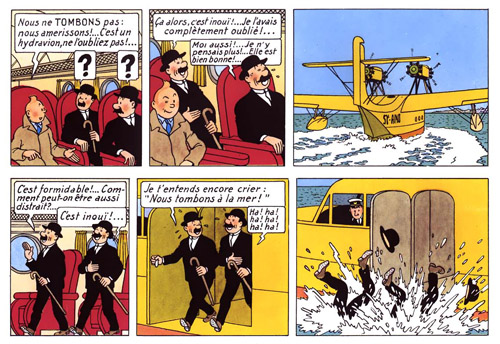 Nous ne TOMBONS pas:
nous amerissons!...C'est un
hydravion, ne l'oubliez pas!...
?
?
Ça alors, c'est inouï!...Je l'avais
complètement oublié!...
Moi aussi!...Je n'y
pensais plus!...Elle est
bien bonne!...
SY-AHJ
C'est formidable!...Com-
ment peut-on être aussi
distrait?...
C'est inouï!...
Je t'entends encore crier:
"Nous tombons à la mer!"
Ha! ha!
ha! ha!
ha! ha!
ha! ha!